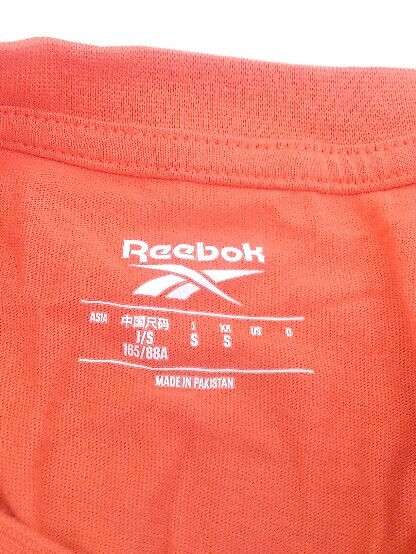 Reebok
ASIA 中国尺码 J KR US D
J/S S S
165/88A
MADE IN PAKISTAN